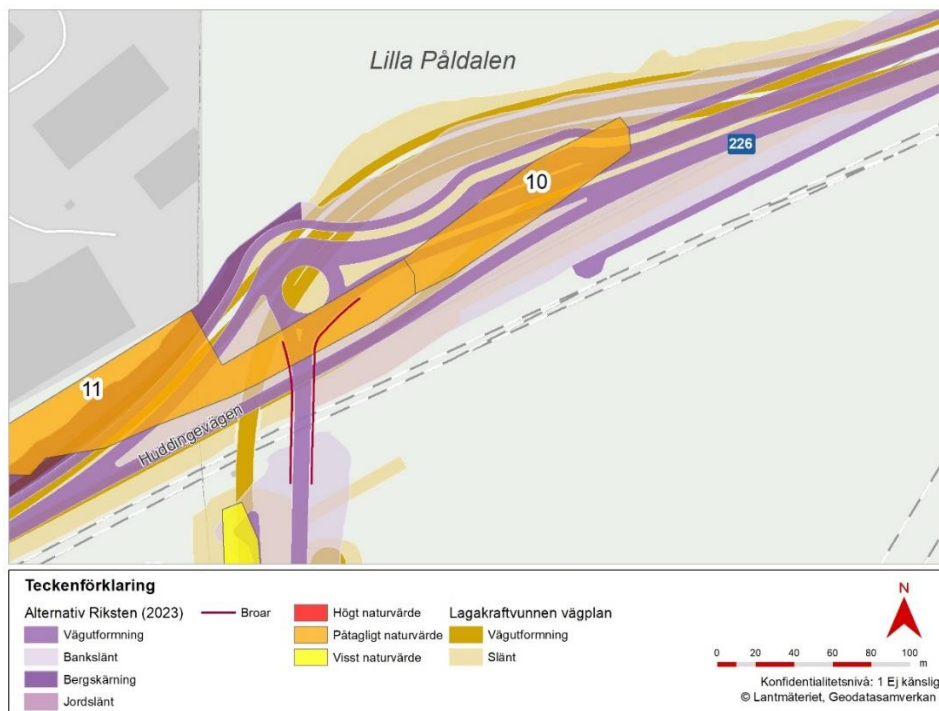 Lilla Påldalen
226
10
11
Huddingevägen
Teckenförklaring
Alternativ Riksten (2023)
Vägutformning
Bankslänt
Bergskärning
Jordslänt
Broar
Högt naturvärde
Påtagligt naturvärde
Visst naturvärde
Lagakraftvunnen vägplan
Vägutformning
Slänt
N
0 20 40 60 80 100
m
Konfidentialitetsnivå: 1 Ej känslig
© Lantmäteriet, Geodatasamverkan